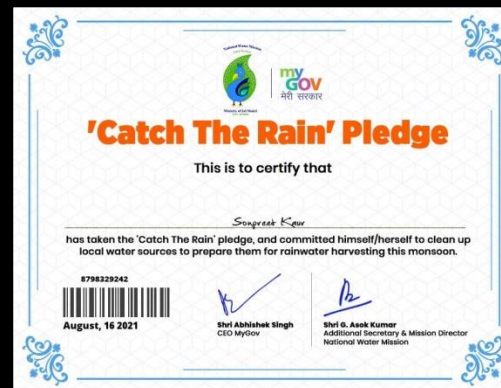 National Water Mission
my
GOV
मेरी सरकार
'Catch The Rain' Pledge
This is to certify that
Sonpreet Kaur
has taken the 'Catch The Rain' pledge, and committed himself/herself to clean up
local water sources to prepare them for rainwater harvesting this monsoon.
8798329242
August, 16 2021
Shri Abhishek Singh
CEO MyGov
Shri G. Asok Kumar
Additional Secretary & Mission Director
National Water Mission